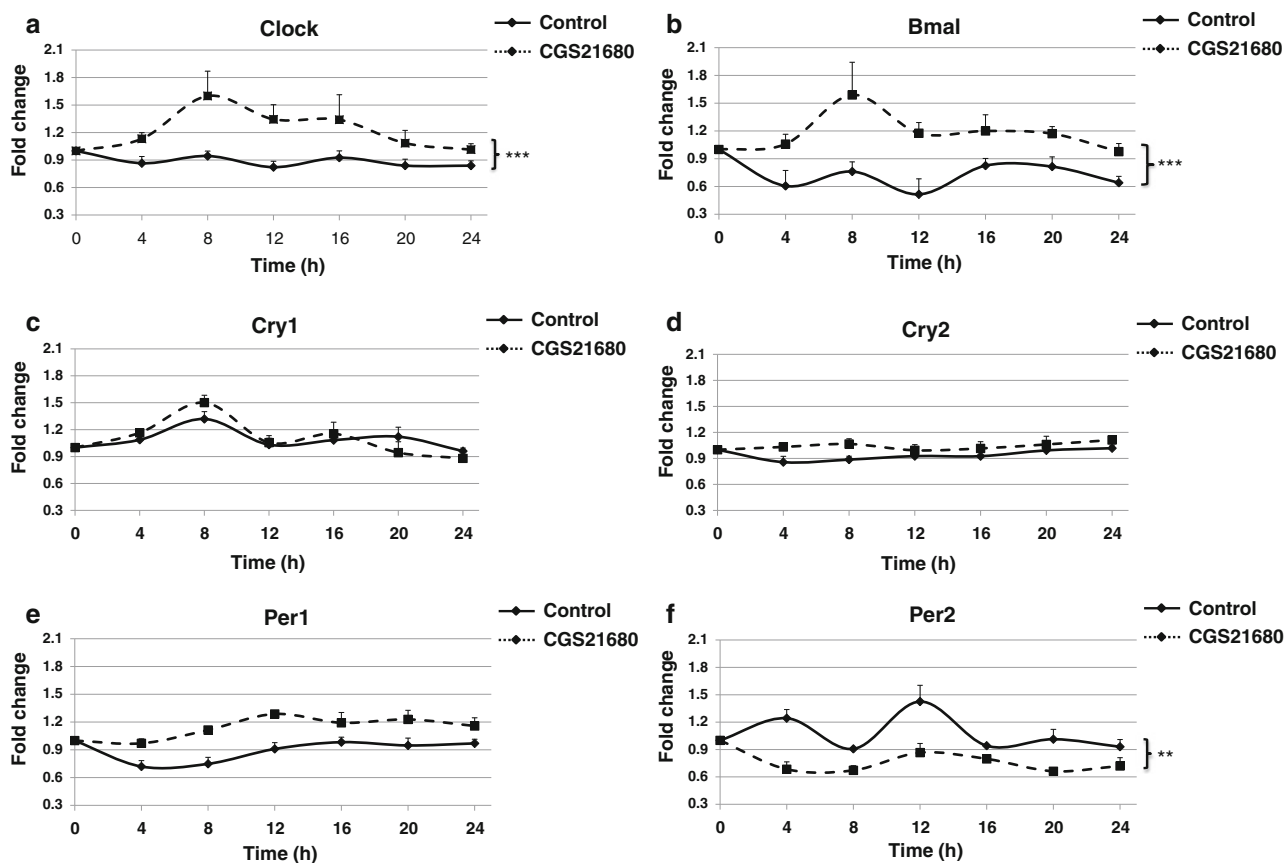 a
Clock
Control
CGS21680
Fold change
2.1
1.8
1.5
1.2
0.9
0.6
0.3
***
0 4 8 12 16 20 24
Time (h)
b
Bmal
Control
CGS21680
Fold change
2.1
1.8
1.5
1.2
0.9
0.6
0.3
***
0 4 8 12 16 20 24
Time (h)
c
Cry1
Control
CGS21680
Fold change
2.1
1.8
1.5
1.2
0.9
0.6
0.3
0 4 8 12 16 20 24
Time (h)
d
Cry2
Control
CGS21680
Fold change
2.1
1.8
1.5
1.2
0.9
0.6
0.3
0 4 8 12 16 20 24
Time (h)
e
Per1
Control
CGS21680
Fold change
2.1
1.8
1.5
1.2
0.9
0.6
0.3
0 4 8 12 16 20 24
Time (h)
f
Per2
Control
CGS21680
Fold change
2.1
1.8
1.5
1.2
0.9
0.6
0.3
**
0 4 8 12 16 20 24
Time (h)